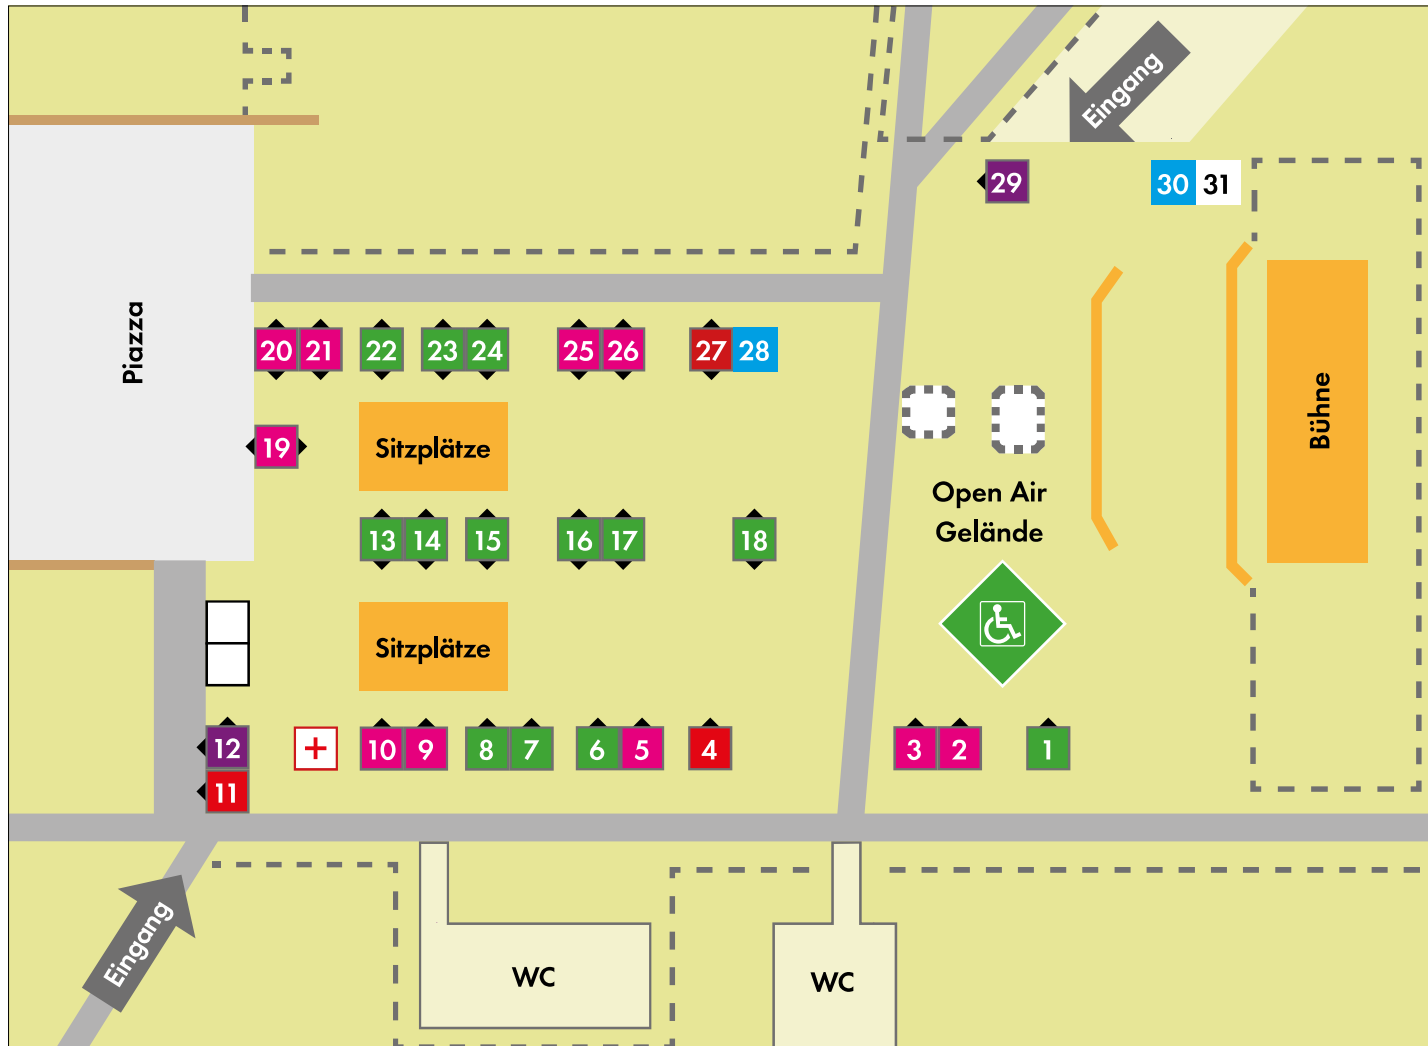 Eingang
29
30 31
Piazza
20 21 22 23 24 25 26 27 28
19
Sitzplätze
Bühne
Open Air
Gelände
13 14 15 16 17 18
Sitzplätze
12 10 9 8 7 6 5 4 3 2 1
11
Eingang
WC
WC